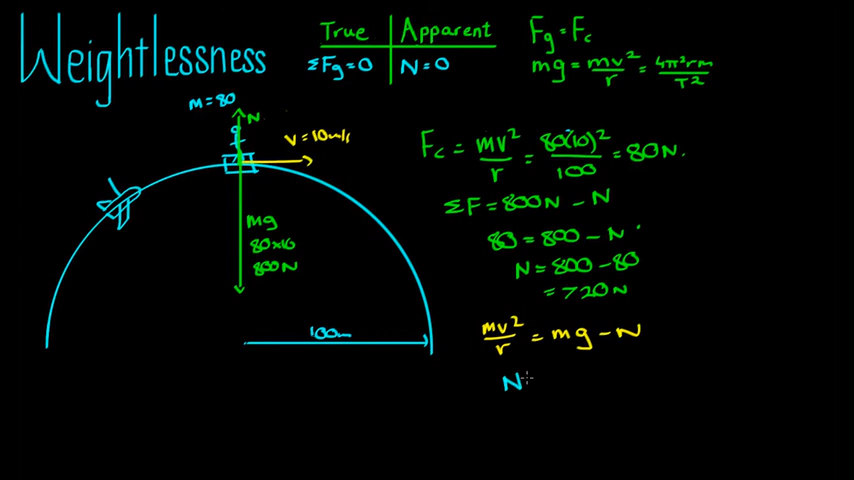 Weightlessness
True | Apparent
ΣFg=0 | N=0
Fg=Fc
mg=mv²/r=4π²rm/T²
m=80
N
V=10m/s
mg
80×10
800N
100m
Fc=mv²/r=80(10)²/100=80N.
ΣF=800N-N
80=800-N
N=800-80
=720N
mv²/r=mg-N
N